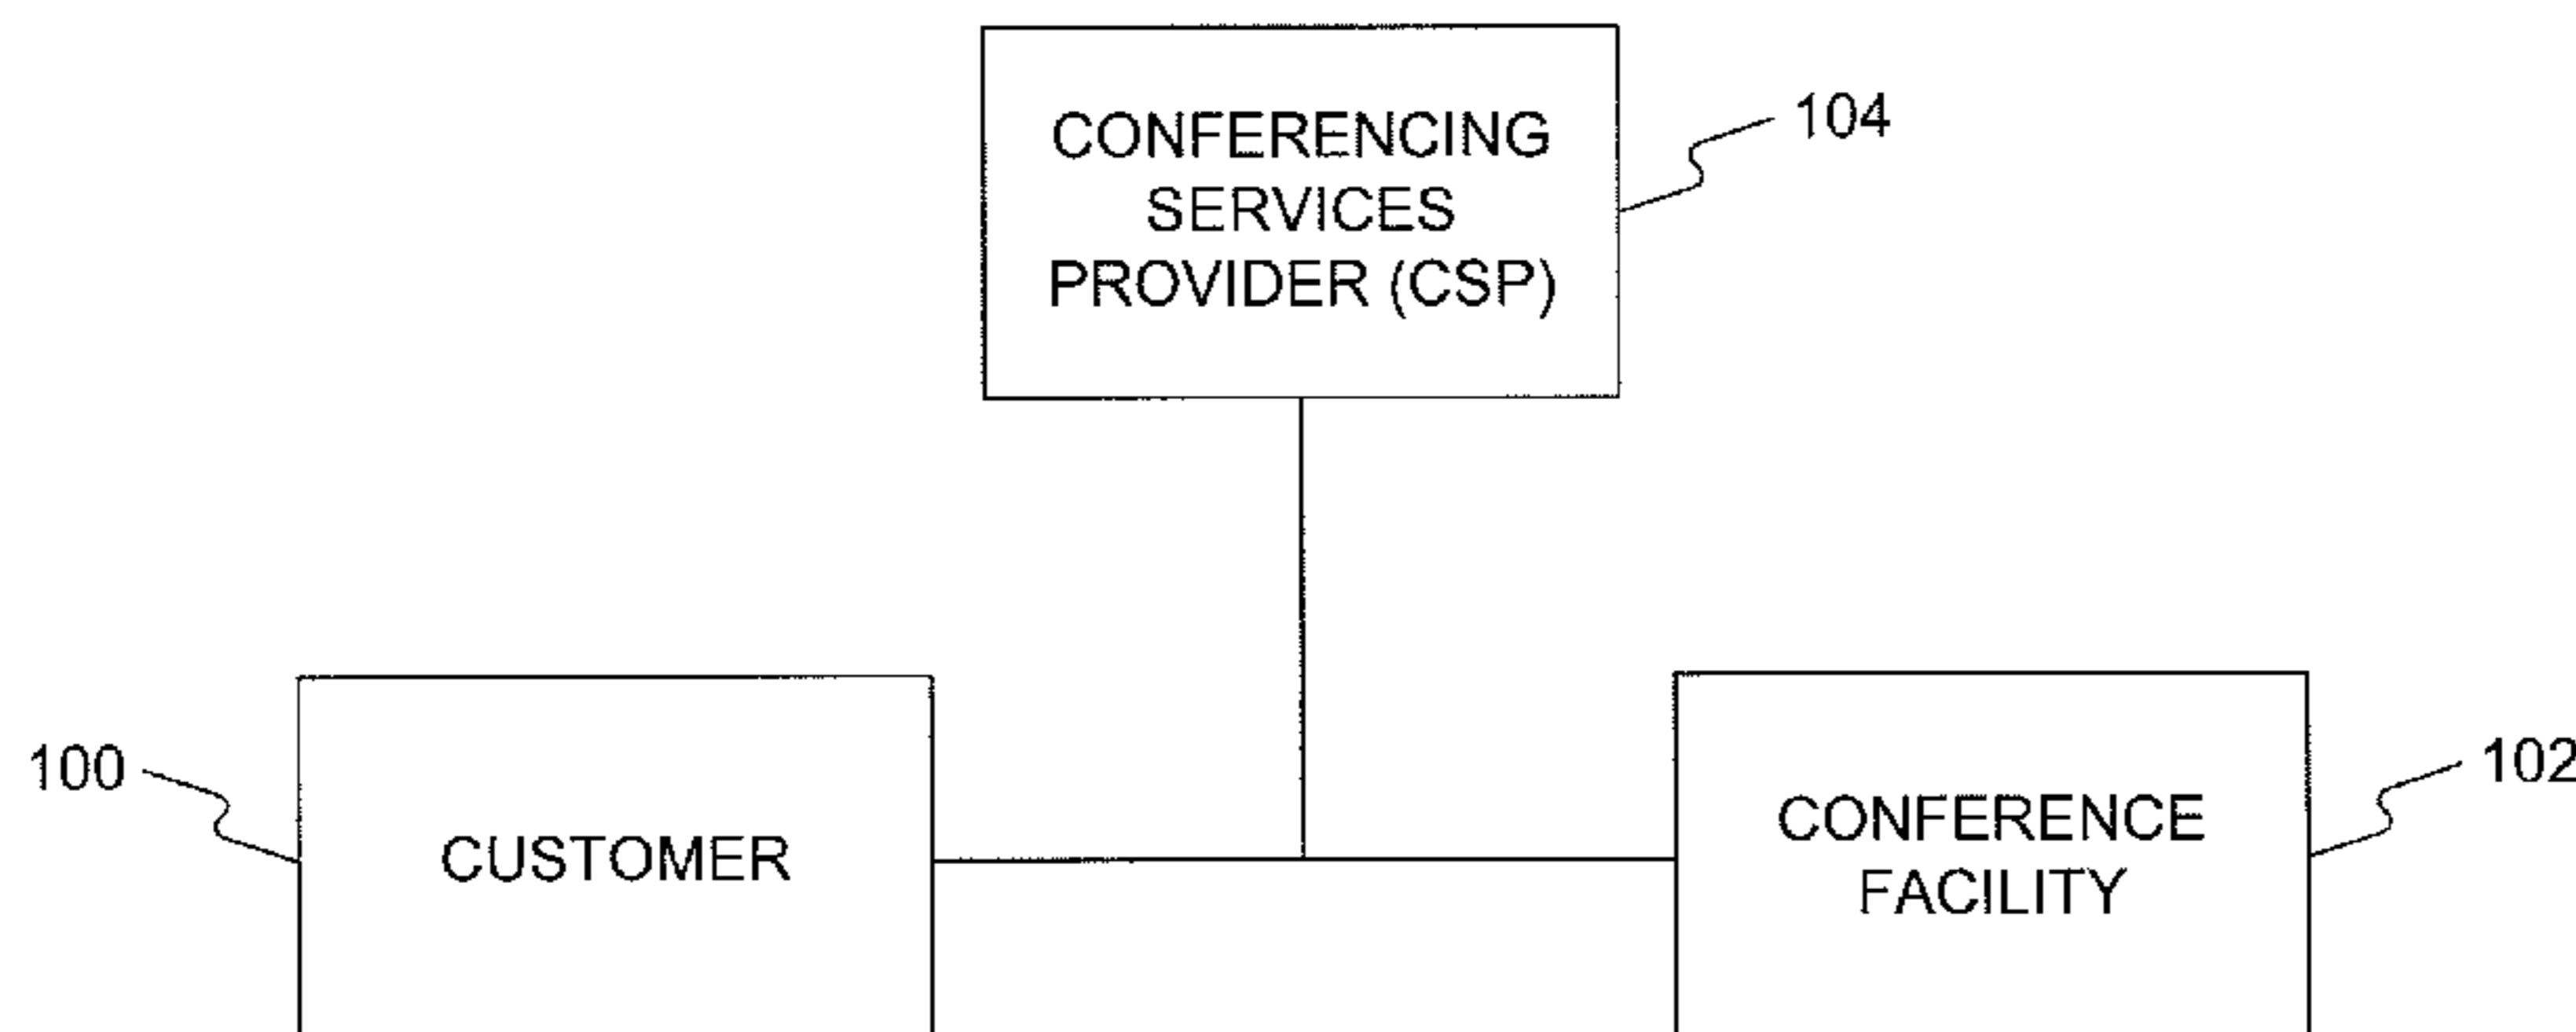 CONFERENCING
SERVICES
PROVIDER (CSP)
104
100
CUSTOMER
CONFERENCE
FACILITY
102